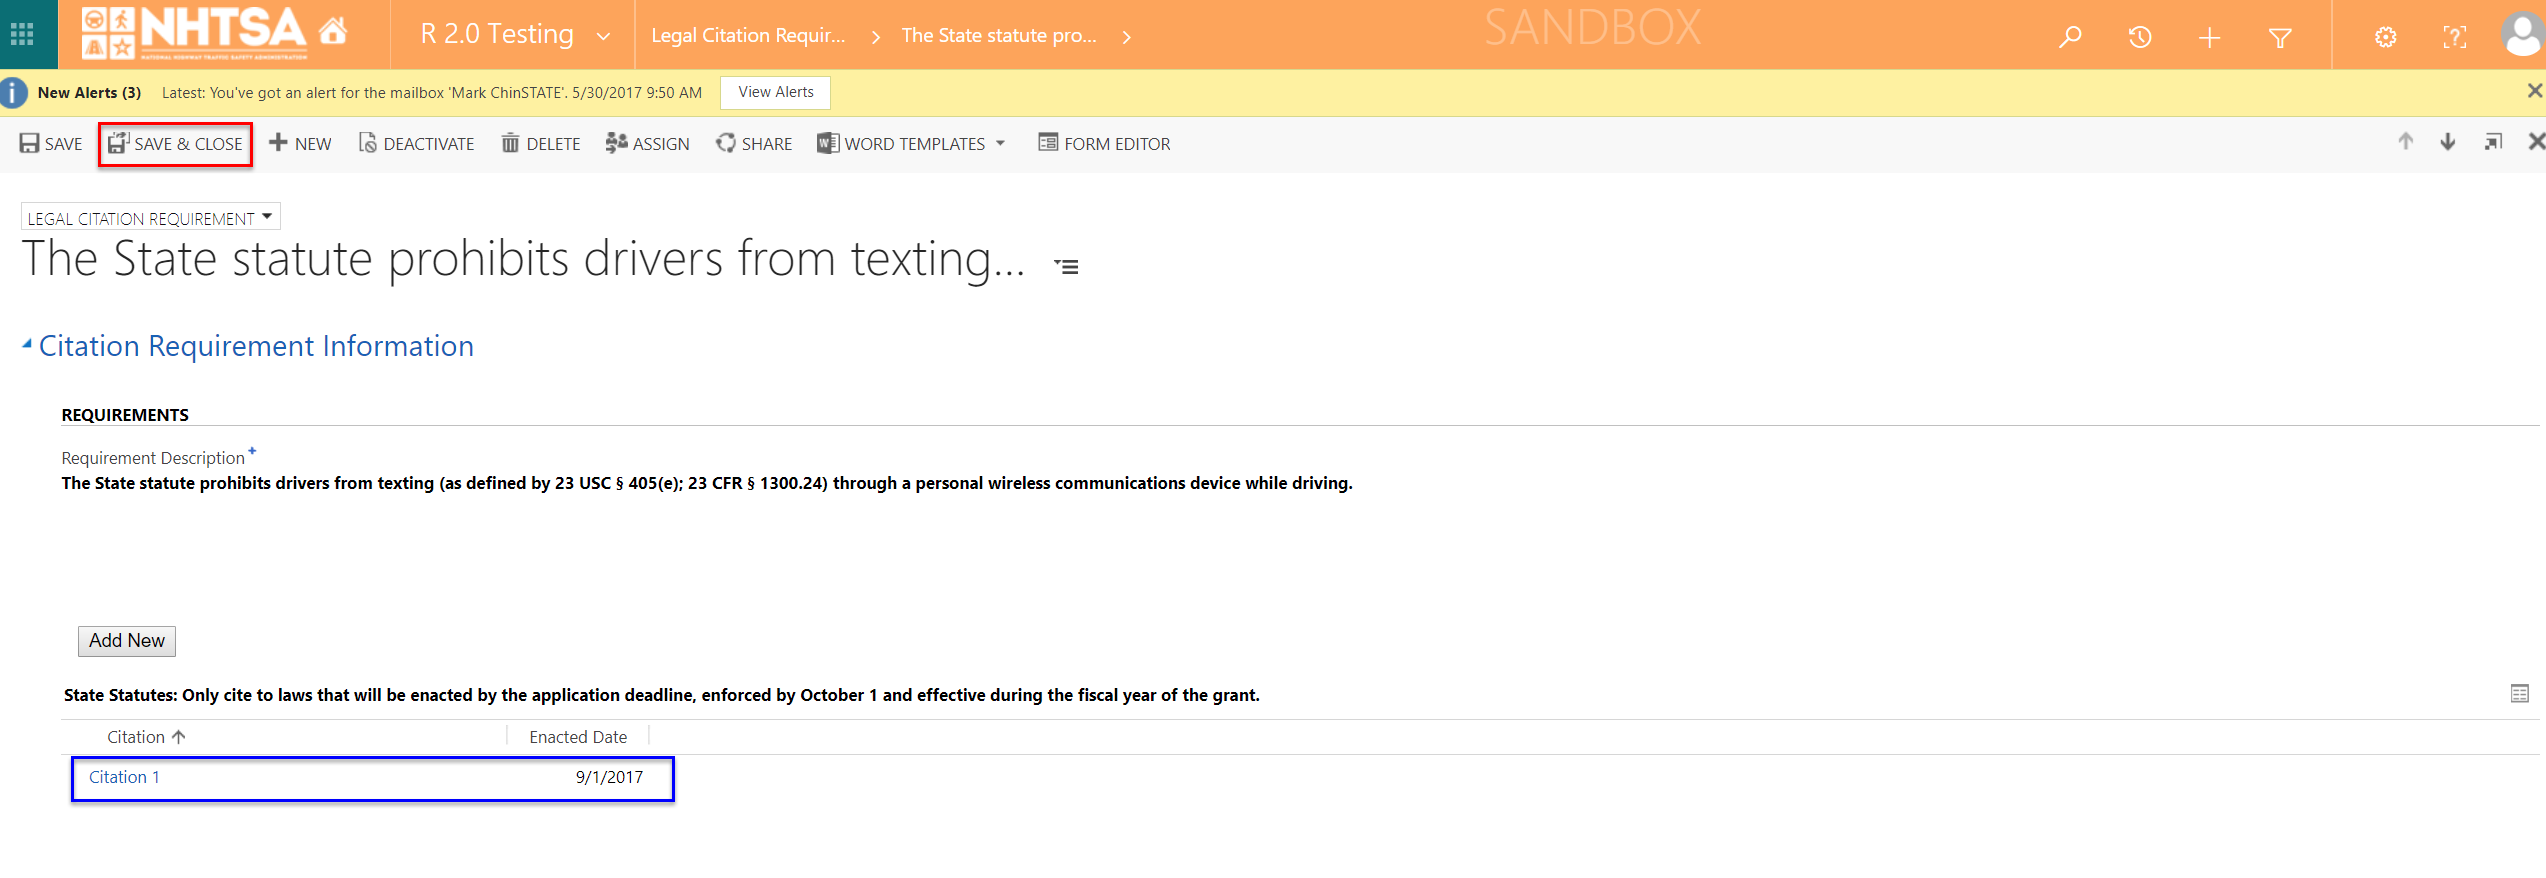 NHTSA
NATIONAL HIGHWAY TRAFFIC SAFETY ADMINISTRATION
R 2.0 Testing
Legal Citation Requir...
The State statute pro...
SANDBOX
New Alerts (3) Latest: You've got an alert for the mailbox 'Mark ChinSTATE'. 5/30/2017 9:50 AM View Alerts
SAVE SAVE & CLOSE NEW DEACTIVATE DELETE ASSIGN SHARE WORD TEMPLATES FORM EDITOR
LEGAL CITATION REQUIREMENT
The State statute prohibits drivers from texting...
Citation Requirement Information
REQUIREMENTS
Requirement Description+
The State statute prohibits drivers from texting (as defined by 23 USC § 405(e); 23 CFR § 1300.24) through a personal wireless communications device while driving.
Add New
State Statutes: Only cite to laws that will be enacted by the application deadline, enforced by October 1 and effective during the fiscal year of the grant.
Citation Enacted Date
Citation 1 9/1/2017